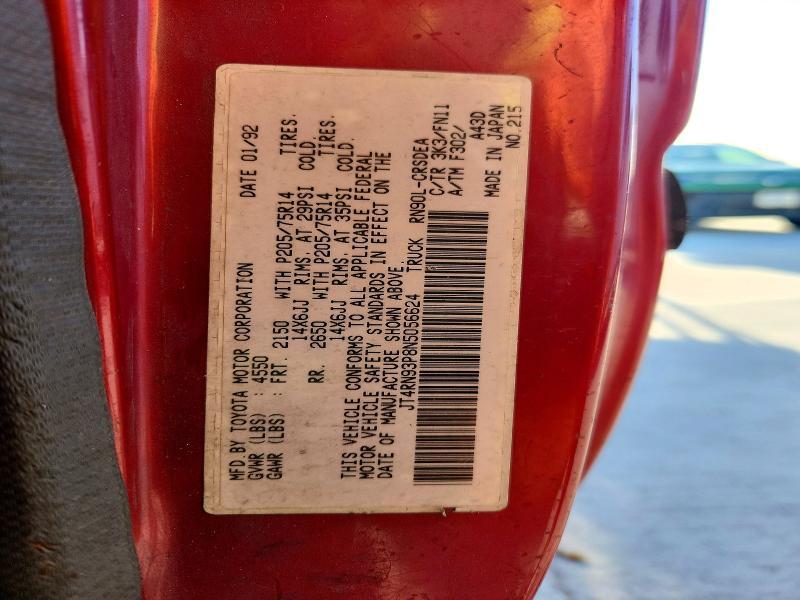 MFD. BY TOYOTA MOTOR CORPORATION DATE 01/92
GVWR (LBS) : 4550
GAWR (LBS) : FRT. 2150 WITH P205/75R14 TIRES.
14X6JJ RIMS. AT 29PSI COLD.
RR. 2650 WITH P205/75R14 TIRES.
14X6JJ RIMS. AT 35PSI COLD.
THIS VEHICLE CONFORMS TO ALL APPLICABLE FEDERAL
MOTOR VEHICLE SAFETY STANDARDS IN EFFECT ON THE
DATE OF MANUFACTURE SHOWN ABOVE.
JT4RN93P8N5056624 TRUCK RN90L-CRSDEA
C/TR 3K3/FN11
A/TM F302/
A43D
MADE IN JAPAN
NO.215